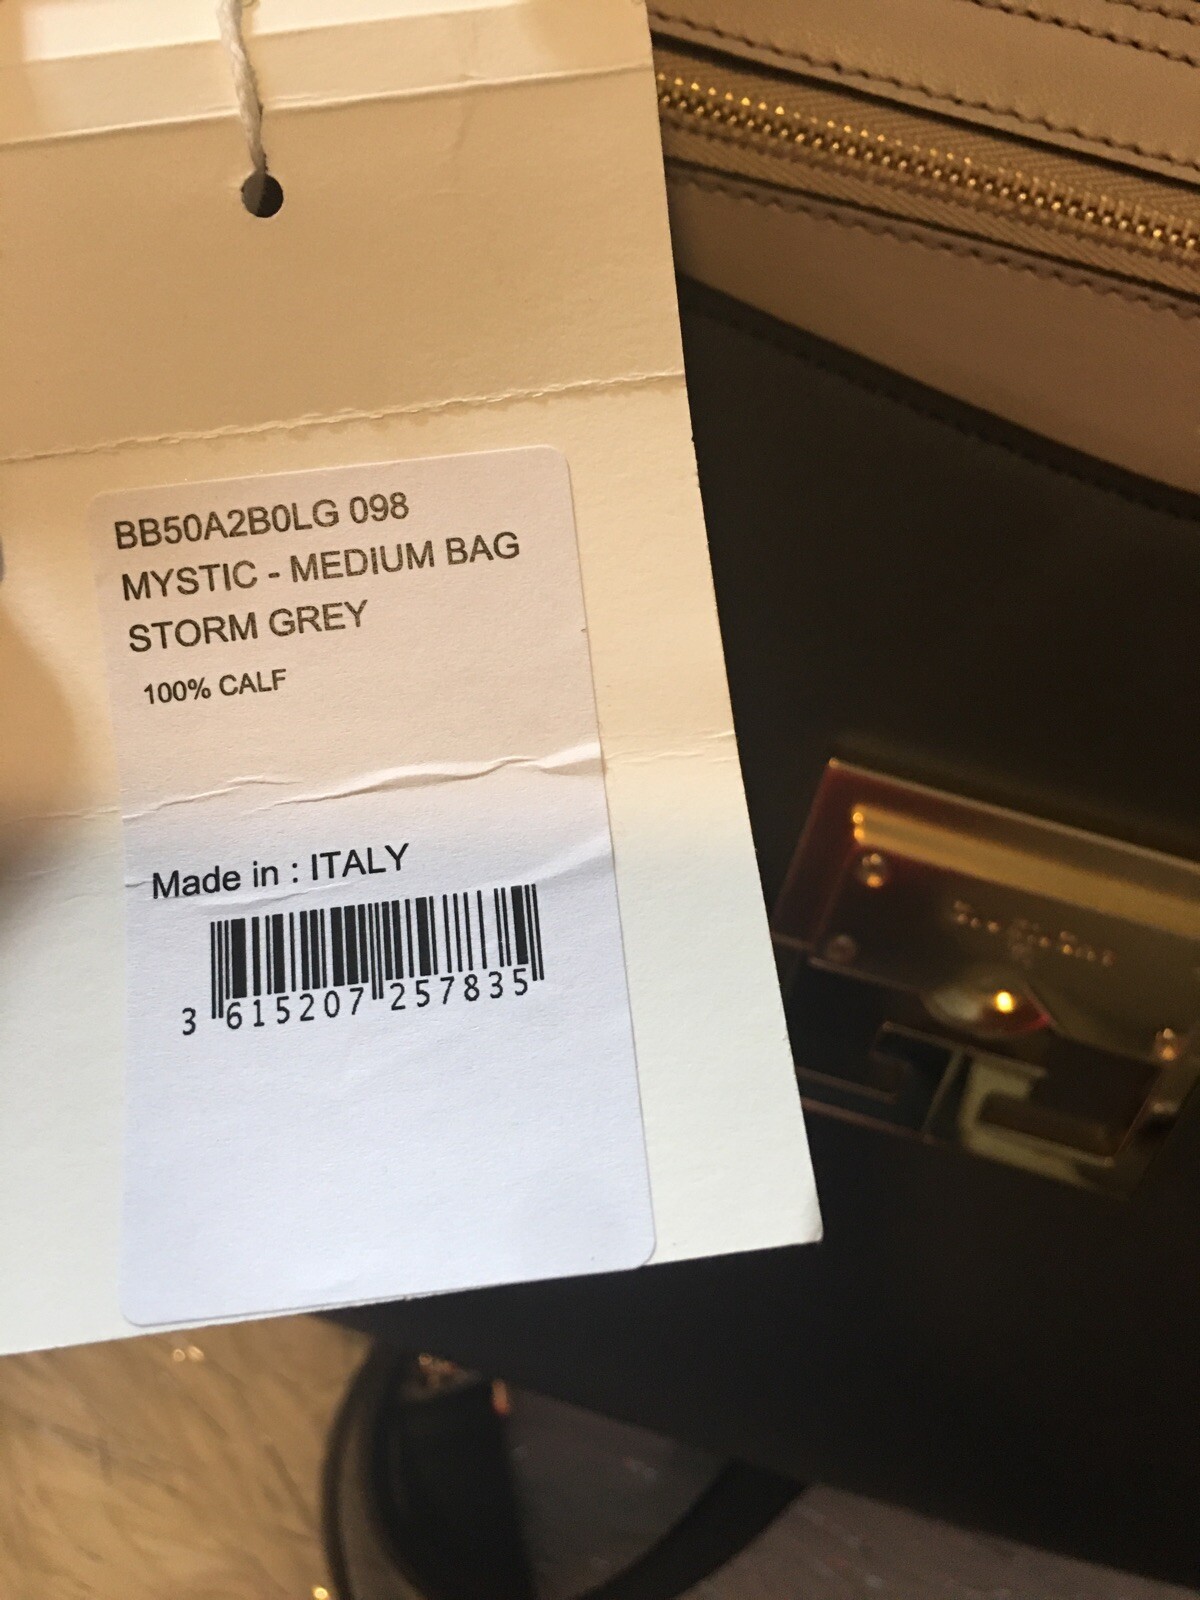 BB50A2B0LG 098
MYSTIC - MEDIUM BAG
STORM GREY
100% CALF
Made in : ITALY
3 615207 257835